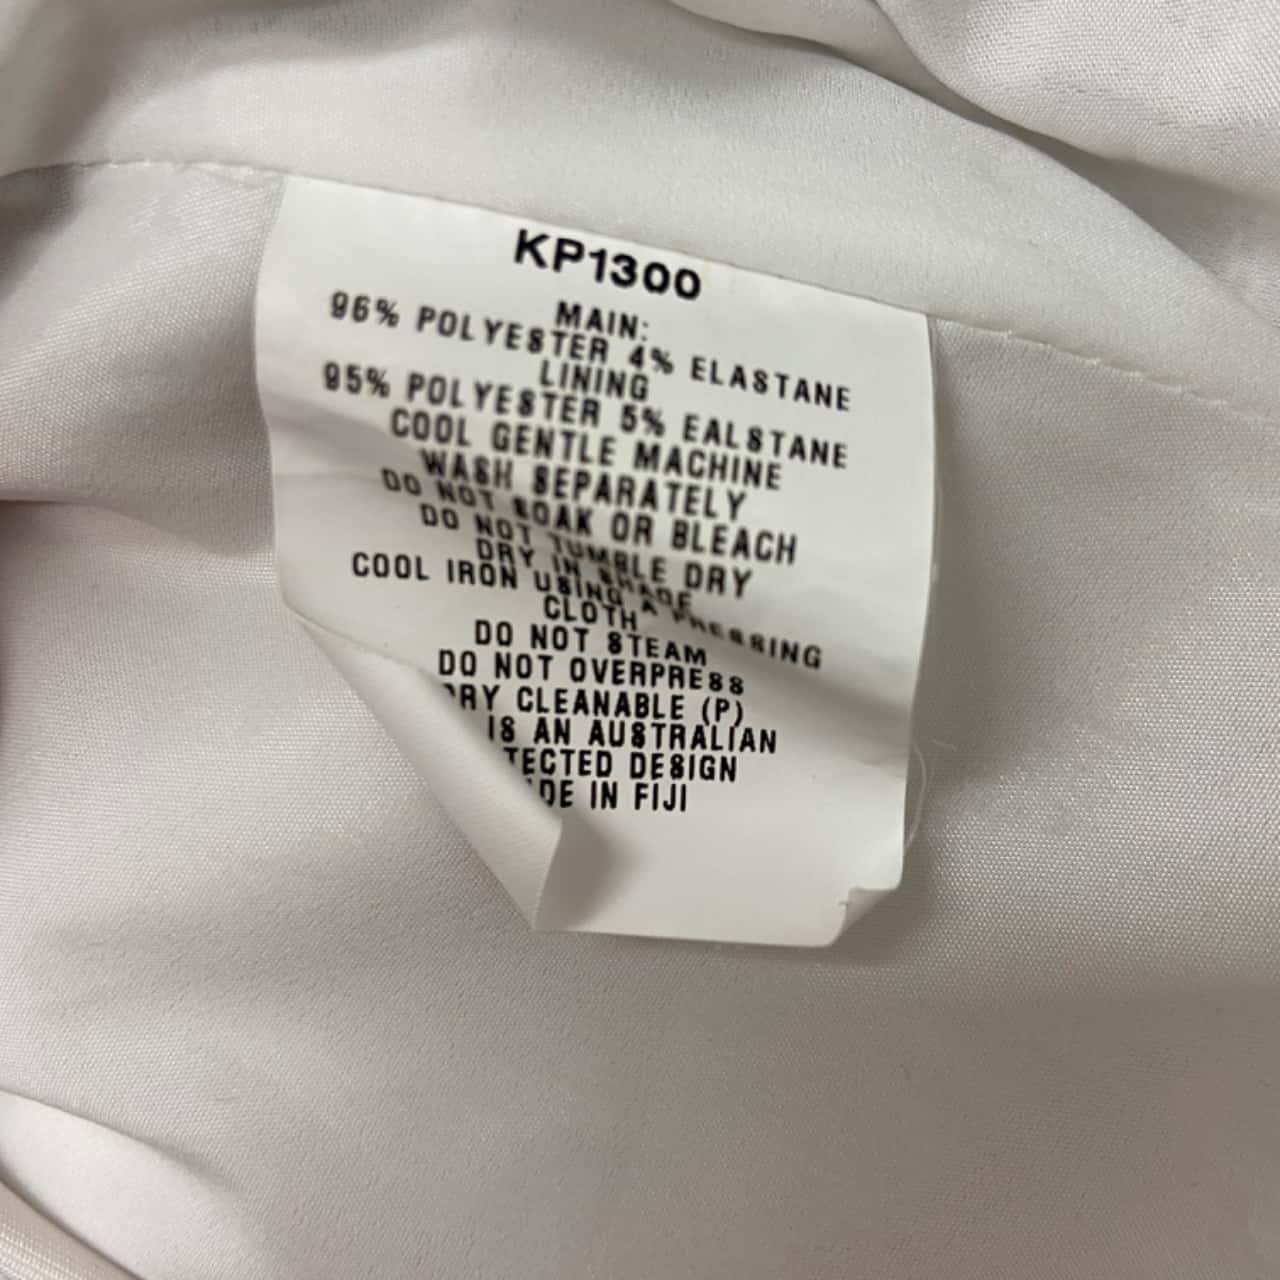 KP1300
MAIN:
96% POLYESTER 4% ELASTANE
LINING
95% POLYESTER 5% EALSTANE
COOL GENTLE MACHINE
WASH SEPARATELY
DO NOT SOAK OR BLEACH
DO NOT TUMBLE DRY
DRY IN SHADE
COOL IRON USING A PRESSING
CLOTH
DO NOT STEAM
DO NOT OVERPRESS
DRY CLEANABLE (P)
IS AN AUSTRALIAN
TECTED DESIGN
DE IN FIJI